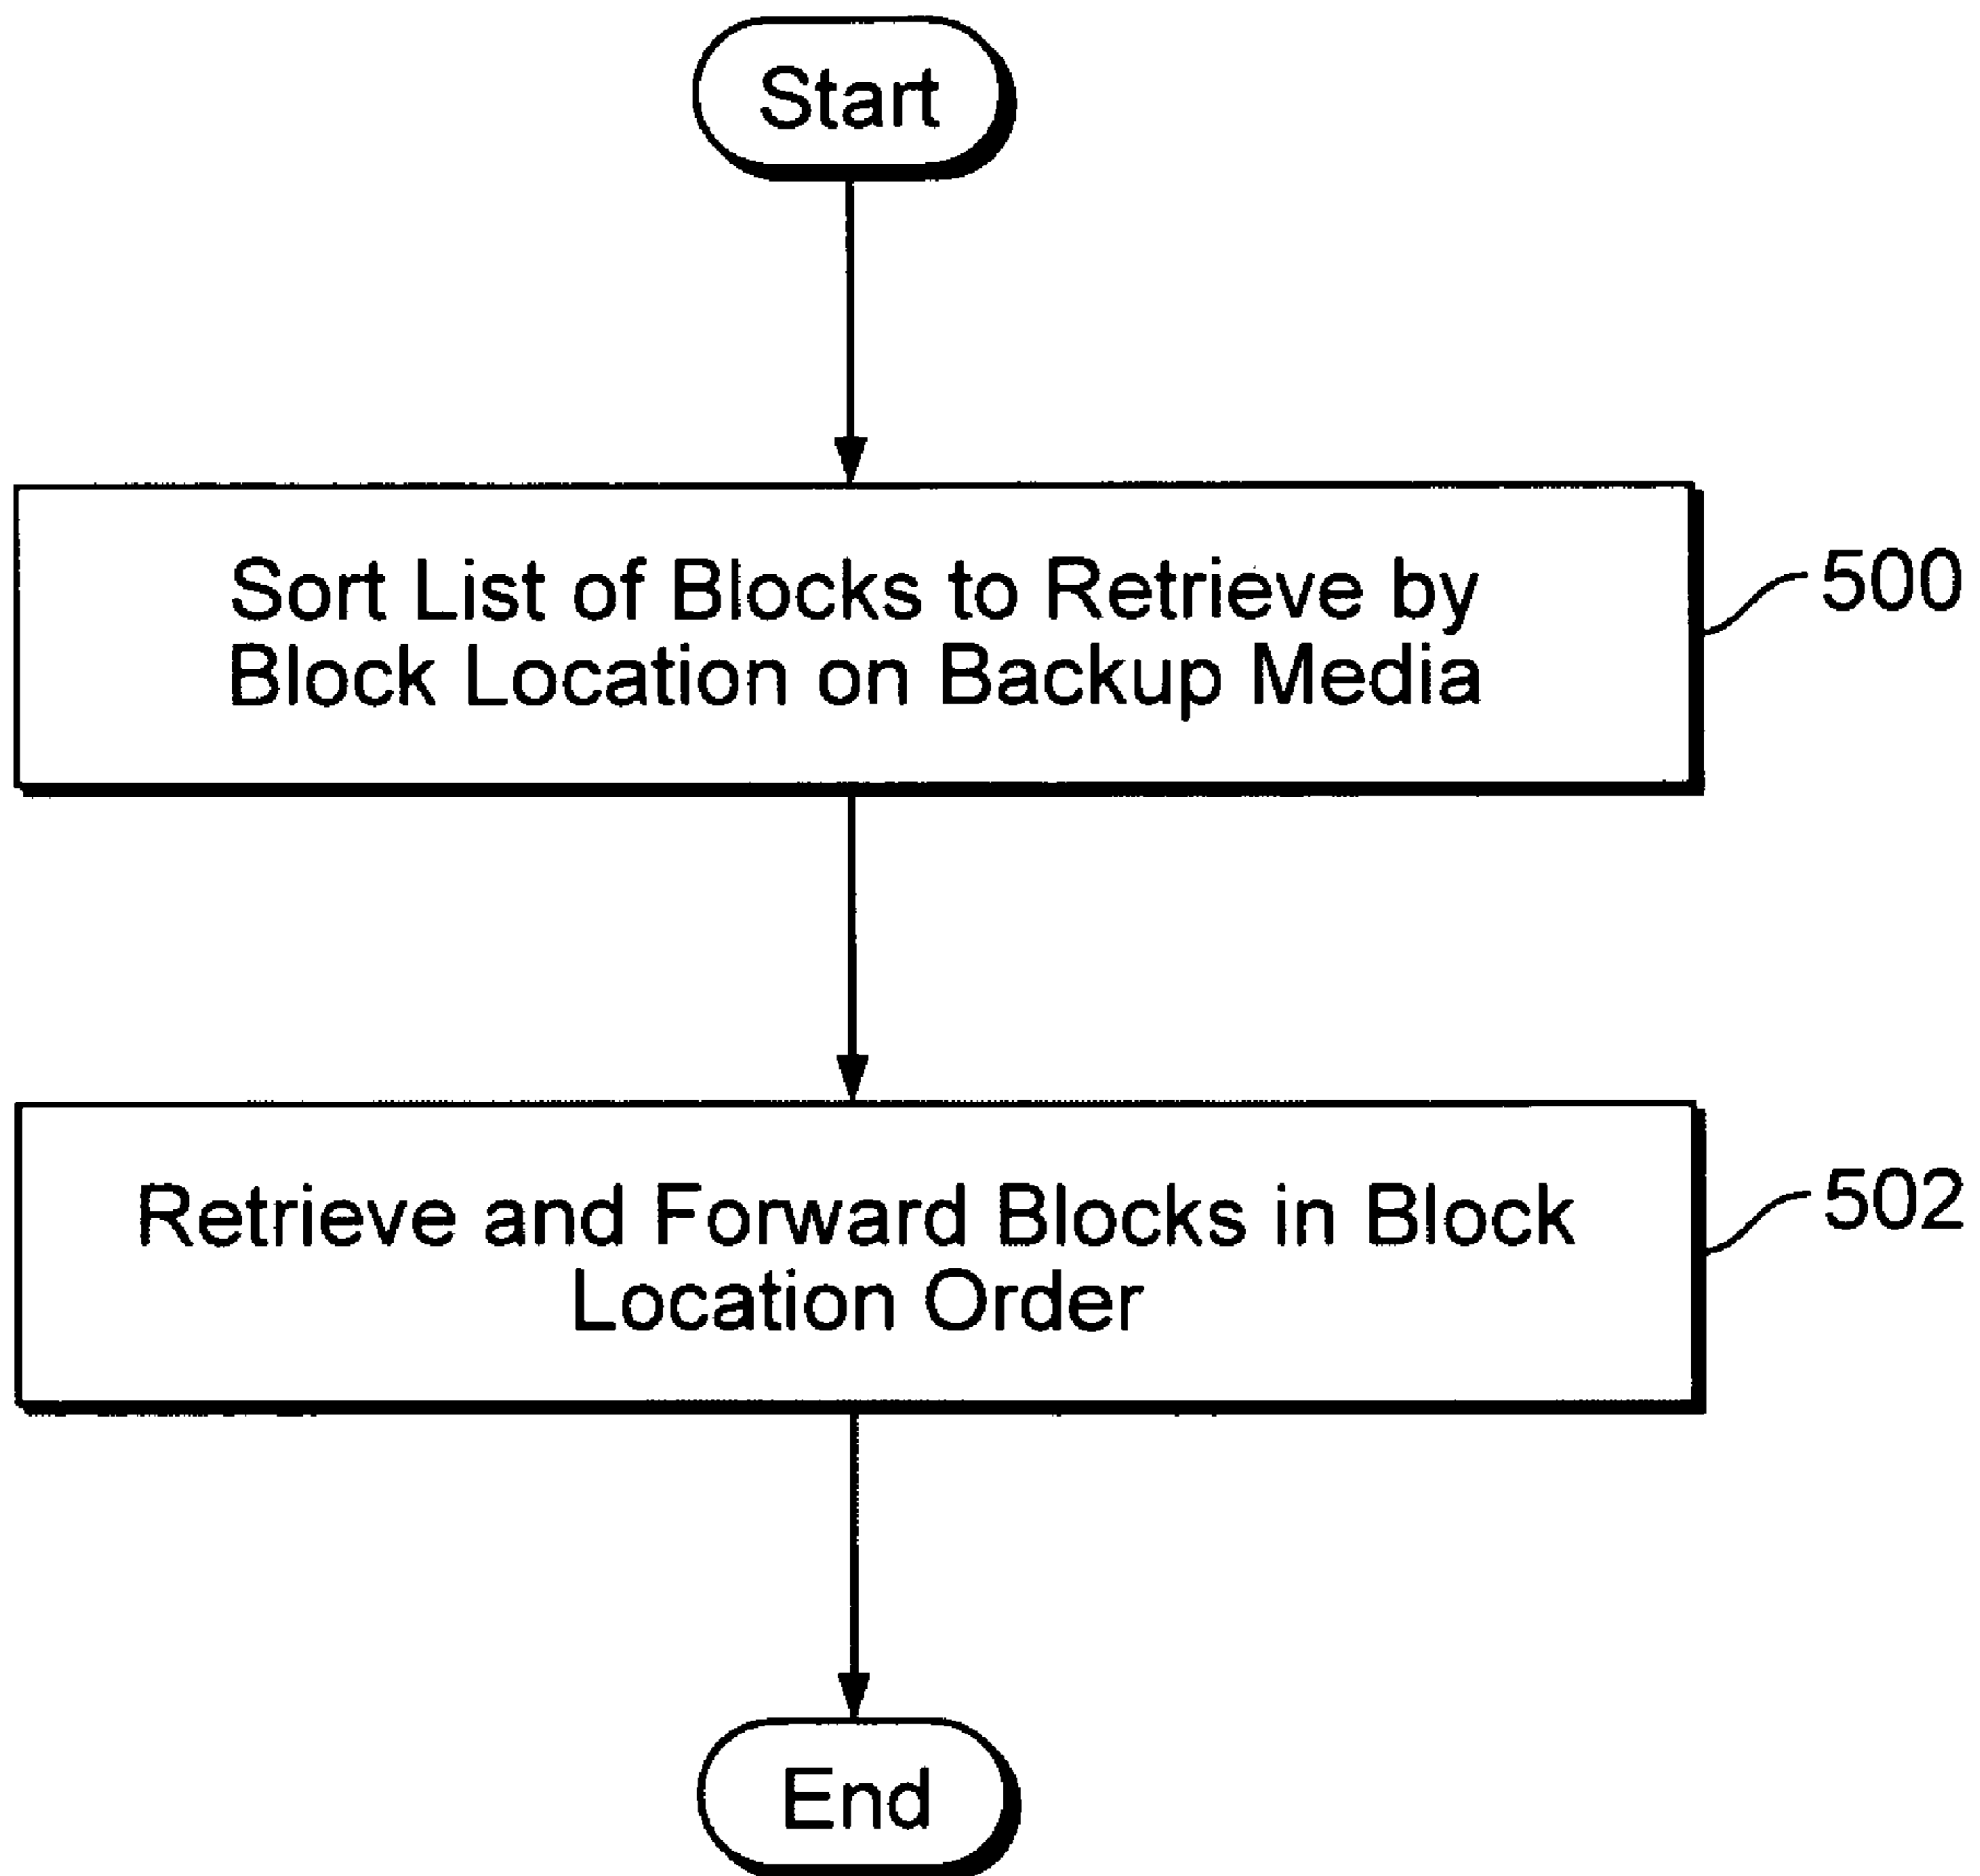 Start
Sort List of Blocks to Retrieve by
Block Location on Backup Media
500
Retrieve and Forward Blocks in Block
Location Order
502
End